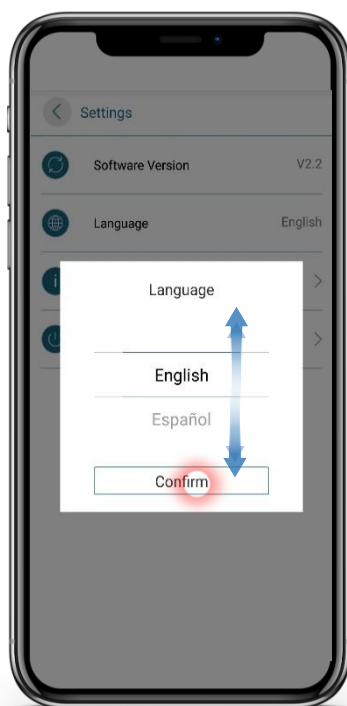 Settings
Software Version V2.2
Language English
Language
English
Español
Confirm